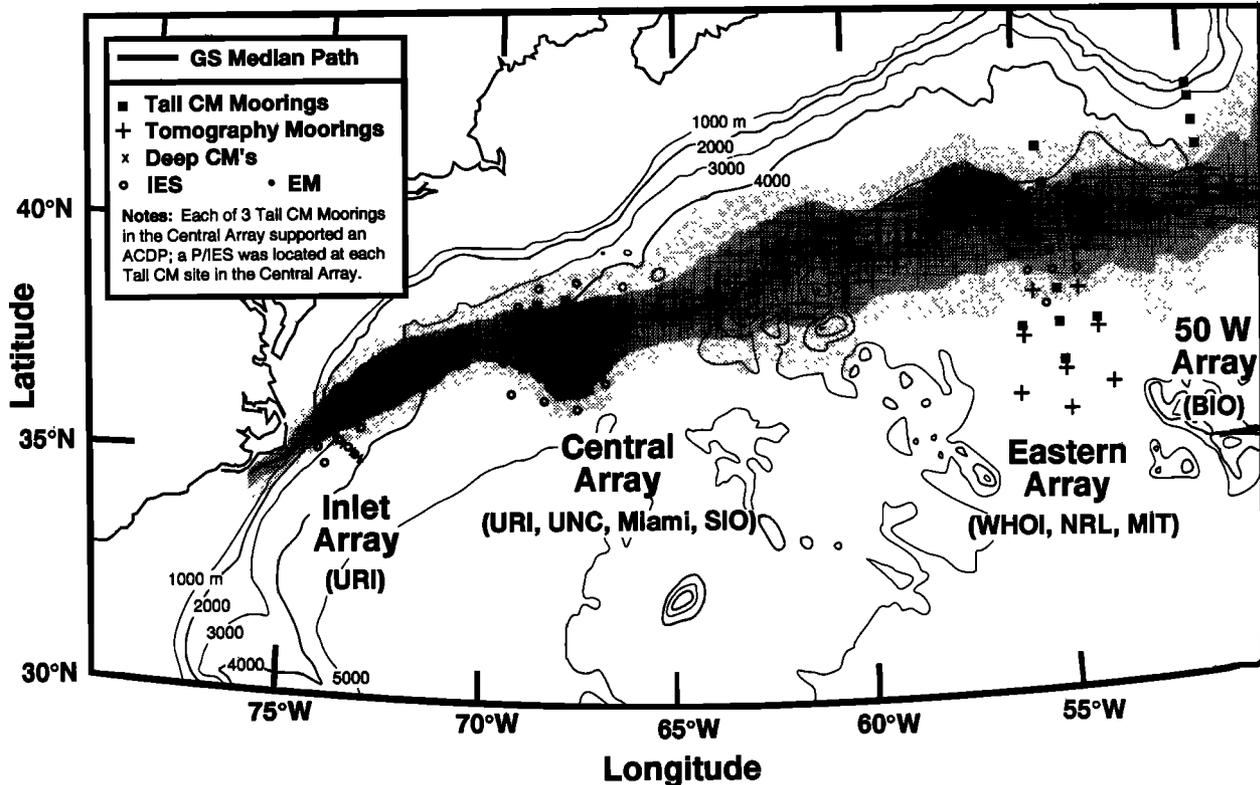 GS Median Path
Tall CM Moorings
Tomography Moorings
Deep CM's
IES
EM
Notes: Each of 3 Tall CM Moorings
in the Central Array supported an
ACDP; a P/IES was located at each
Tall CM site in the Central Array.
1000 m
2000
3000
4000
40°N
35°N
30°N
Latitude
50 W
Array
(BIO)
Central
Array
(URI, UNC, Miami, SIO)
Eastern
Array
(WHOI, NRL, MIT)
Inlet
Array
(URI)
1000 m
2000
3000
4000
5000
75°W
70°W
65°W
60°W
55°W
Longitude